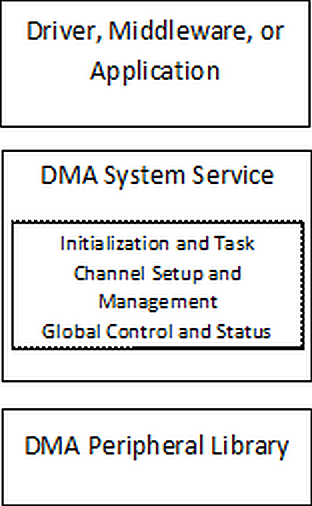 Driver, Middleware, or
Application
DMA System Service
Initialization and Task
Channel Setup and
Management
Global Control and Status
DMA Peripheral Library